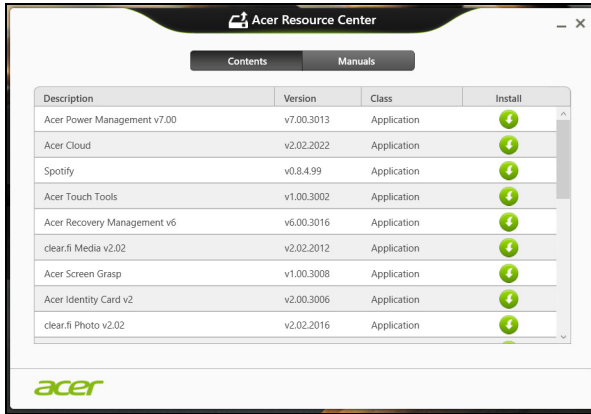 Acer Resource Center
Contents Manuals
Description Version Class Install
Acer Power Management v7.00 v7.00.3013 Application
Acer Cloud v2.02.2022 Application
Spotify v0.8.4.99 Application
Acer Touch Tools v1.00.3002 Application
Acer Recovery Management v6 v6.00.3016 Application
clear.fi Media v2.02 v2.02.2012 Application
Acer Screen Grasp v1.00.3008 Application
Acer Identity Card v2 v2.00.3006 Application
clear.fi Photo v2.02 v2.02.2016 Application
acer